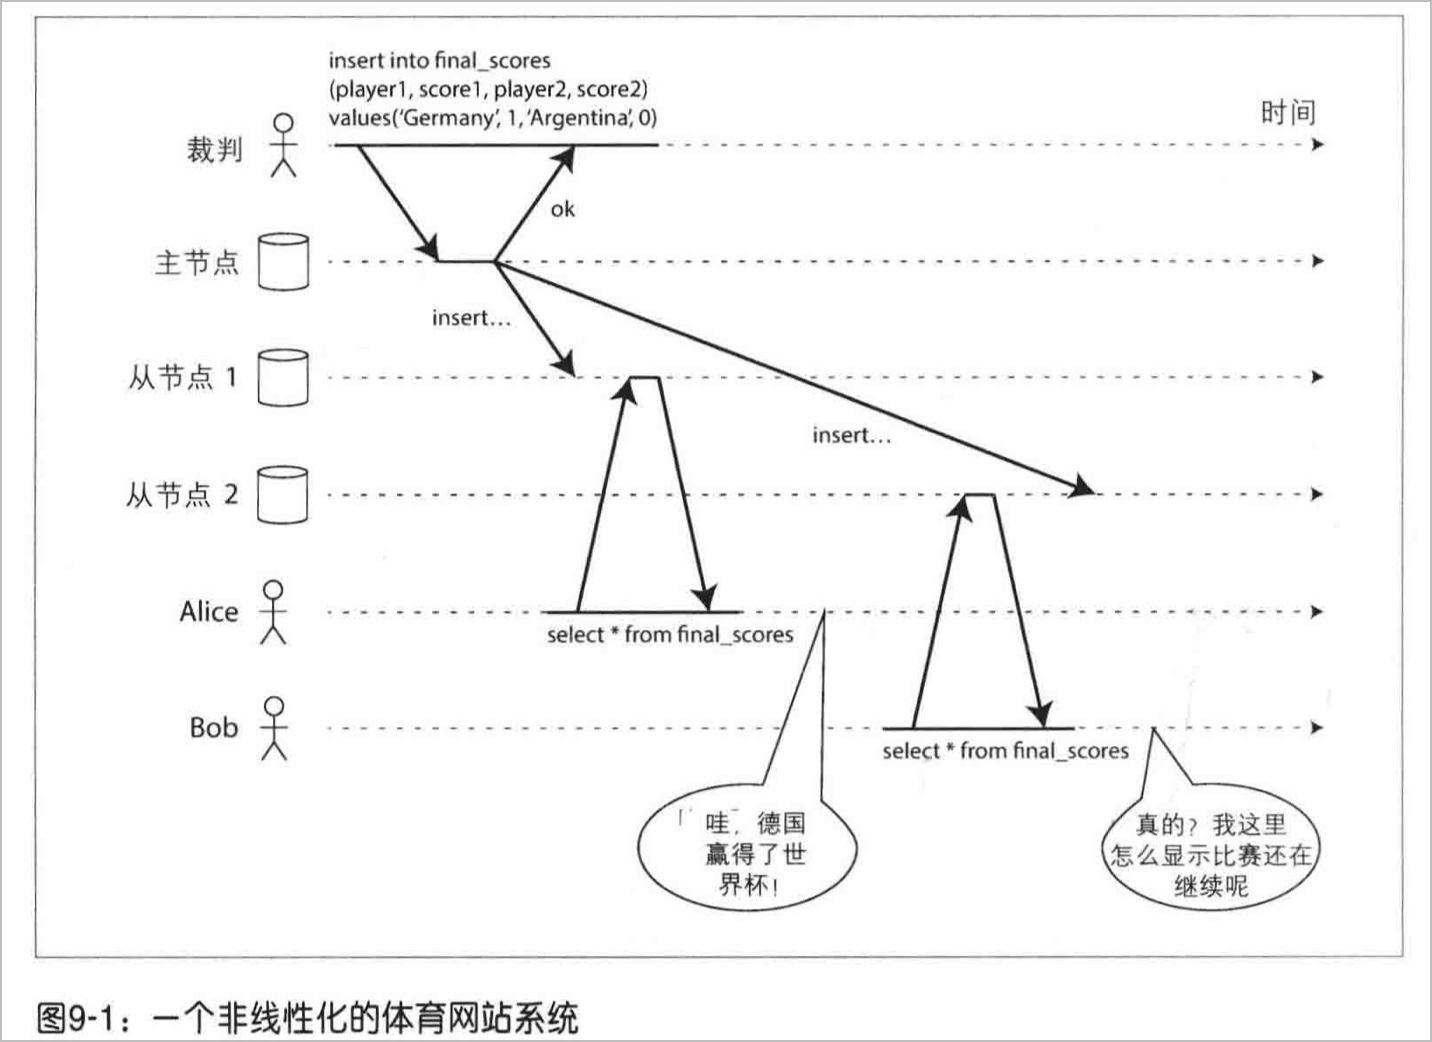 insert into final_scores
(player1, score1, player2, score2)
values(‘Germany’, 1, ‘Argentina’, 0)
时间
裁判
ok
主节点
insert…
从节点 1
insert…
从节点 2
Alice
select * from final_scores
Bob
select * from final_scores
哇，德国
赢得了世
界杯！
真的？我这里
怎么显示比赛还在
继续呢
图9-1：一个非线性化的体育网站系统